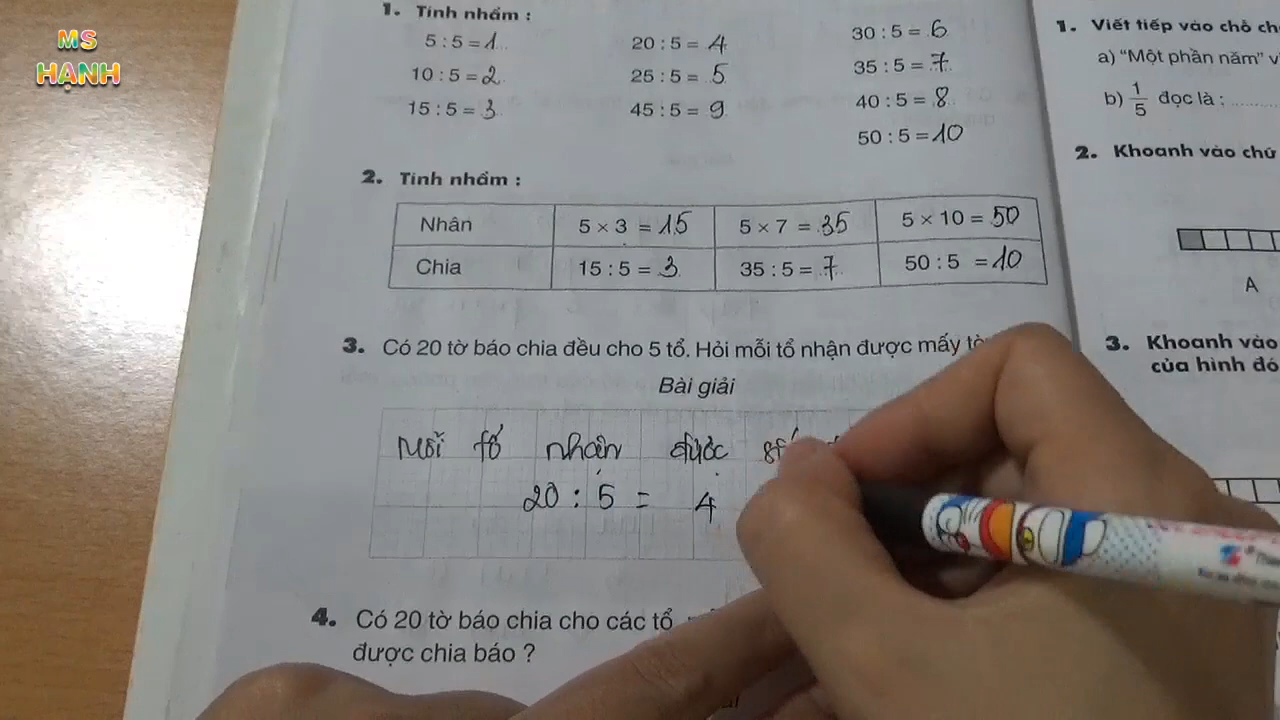 MS
HẠNH
1. Tính nhẩm :
5 : 5 = 1
10 : 5 = 2
15 : 5 = 3
20 : 5 = 4
25 : 5 = 5
45 : 5 = 9
30 : 5 = 6
35 : 5 = 7
40 : 5 = 8
50 : 5 = 10
2. Tính nhẩm :
Nhân 5 × 3 = 15 5 × 7 = 35 5 × 10 = 50
Chia 15 : 5 = 3 35 : 5 = 7 50 : 5 = 10
3. Có 20 tờ báo chia đều cho 5 tổ. Hỏi mỗi tổ nhận được mấy
Bài giải
Mỗi tổ nhận được số
20 : 5 = 4
4. Có 20 tờ báo chia cho các tổ
được chia báo ?
1. Viết tiếp vào chỗ
a) "Một phần năm"
b) 1/5 đọc là :
2. Khoanh vào
A
3. Khoanh vào
của hình đó